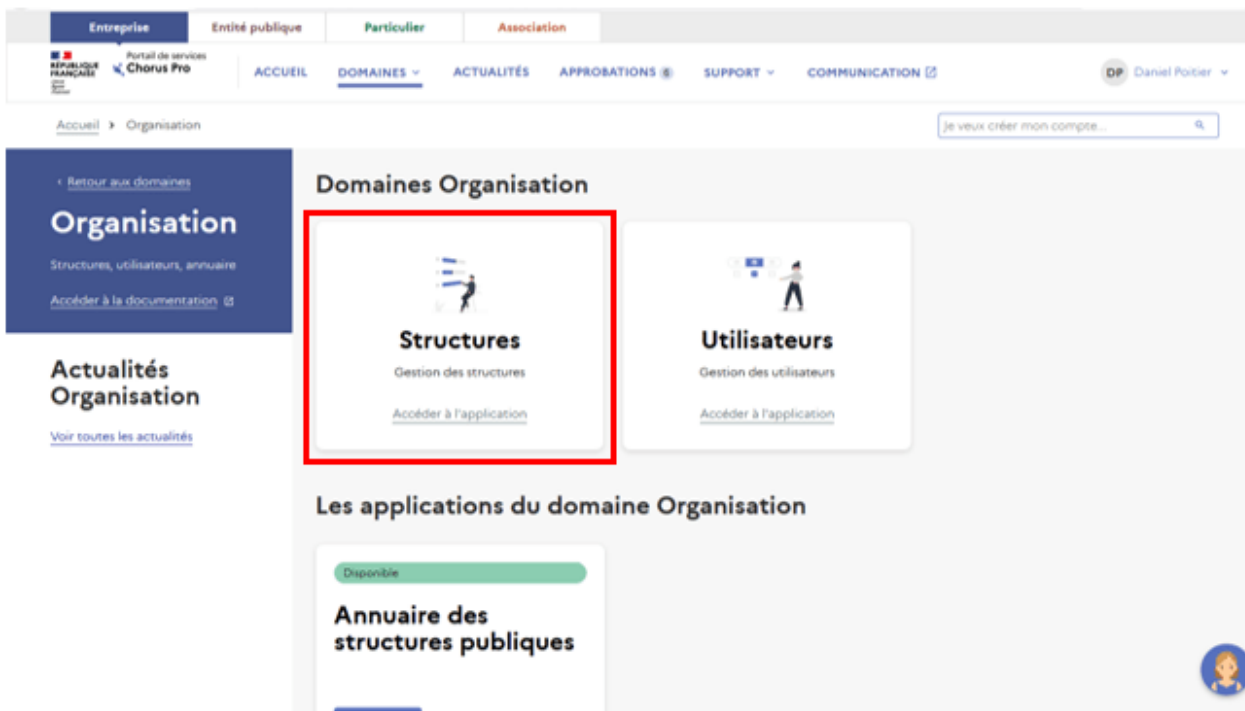 Entreprise
Entité publique
Particulier
Association
RÉPUBLIQUE
FRANÇAISE
Portail de services
Chorus Pro
ACCUEIL
DOMAINES
ACTUALITÉS
APPROBATIONS 6
SUPPORT
COMMUNICATION
DP Daniel Poitier
Accueil > Organisation
Je veux créer mon compte...
< Retour aux domaines
Organisation
Structures, utilisateurs, annuaire
Accéder à la documentation
Actualités
Organisation
Voir toutes les actualités
Domaines Organisation
Structures
Gestion des structures
Accéder à l'application
Utilisateurs
Gestion des utilisateurs
Accéder à l'application
Les applications du domaine Organisation
Disponible
Annuaire des
structures publiques